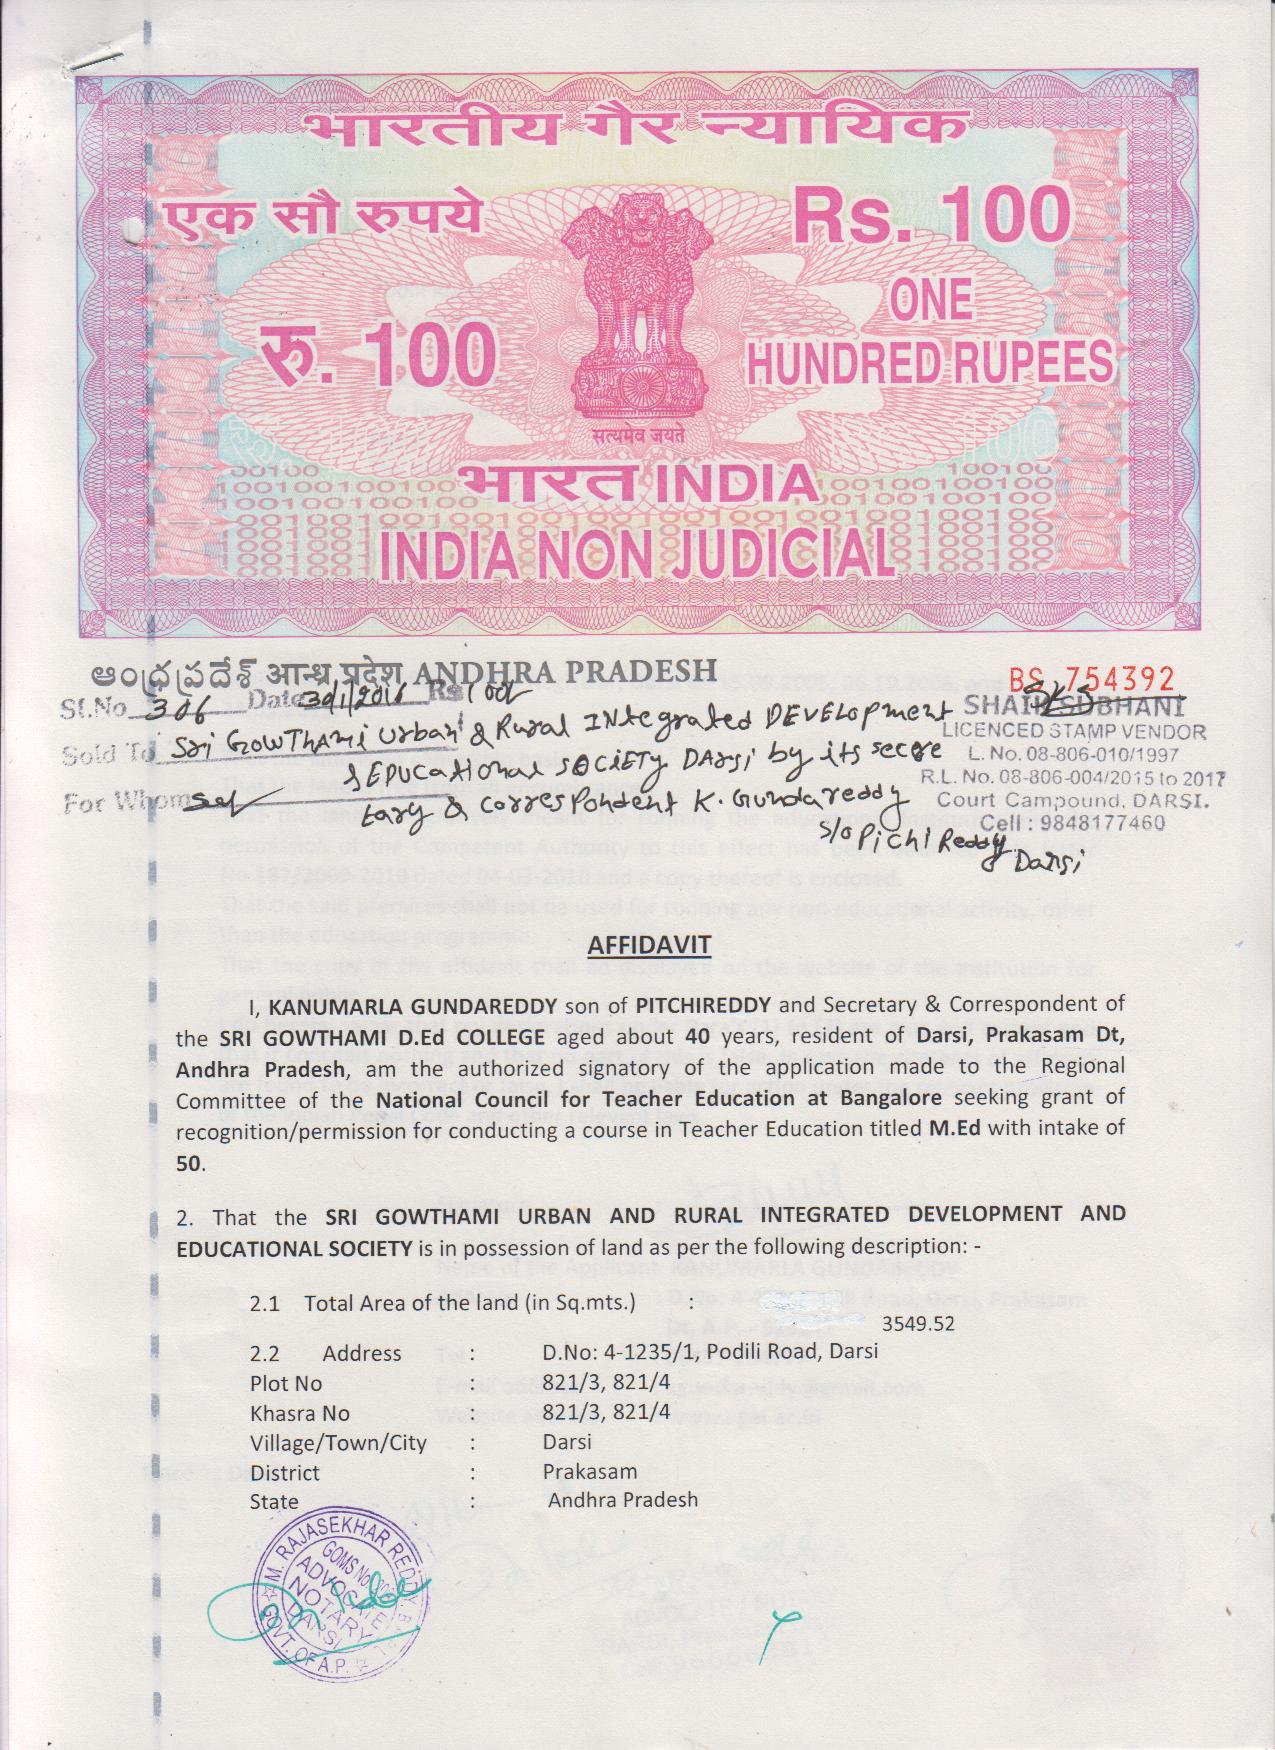 भारतीय गैर न्यायिक
एक सौ रुपये
Rs. 100
रु. 100
ONE
HUNDRED RUPEES
सत्यमेव जयते
भारत INDIA
INDIA NON JUDICIAL
ఆంధ్ర ప్రదేశ్ आन्ध्र प्रदेश ANDHRA PRADESH
BS 754392
Sl.No 306 Date 30/1/2016 Rs 100/-
Sold To Sri GowThami Urban & Rural INtegrated DEVELopment
& EDUCational SOCiETy DARsi by its secre
For Whom self tary & correspondent K. Gundareddy
S/o Pichi Reddy
Darsi
SHAIK SUBHANI
LICENCED STAMP VENDOR
L. No. 08-806-010/1997
R.L. No. 08-806-004/2015 to 2017
Court Campound, DARSI.
Cell : 9848177460
AFFIDAVIT
I, KANUMARLA GUNDAREDDY son of PITCHIREDDY and Secretary & Correspondent of
the SRI GOWTHAMI D.Ed COLLEGE aged about 40 years, resident of Darsi, Prakasam Dt,
Andhra Pradesh, am the authorized signatory of the application made to the Regional
Committee of the National Council for Teacher Education at Bangalore seeking grant of
recognition/permission for conducting a course in Teacher Education titled M.Ed with intake of
50.
2. That the SRI GOWTHAMI URBAN AND RURAL INTEGRATED DEVELOPMENT AND
EDUCATIONAL SOCIETY is in possession of land as per the following description: -
2.1 Total Area of the land (in Sq.mts.) : 3549.52
2.2 Address : D.No: 4-1235/1, Podili Road, Darsi
Plot No : 821/3, 821/4
Khasra No : 821/3, 821/4
Village/Town/City : Darsi
District : Prakasam
State : Andhra Pradesh
M. RAJASEKHAR REDDY
GOMS No.
ADVOCATE
NOTARY
DARSI
GOVT. OF A.P.